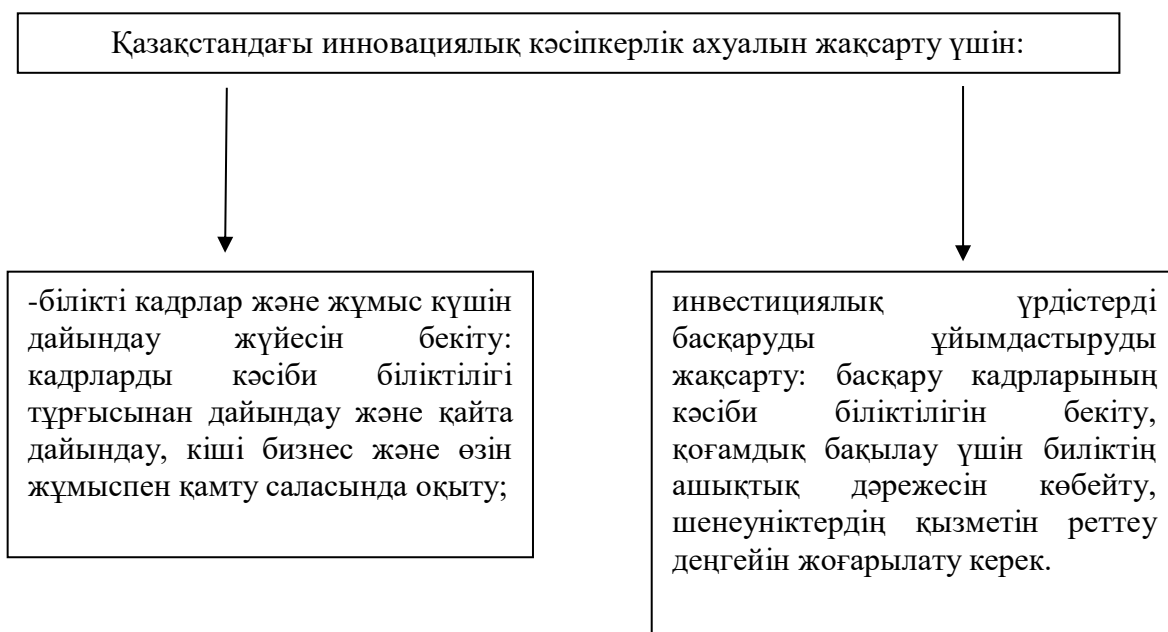 Қазақстандағы инновациялық кәсіпкерлік ахуалын жақсарту үшін:
-білікті кадрлар және жұмыс күшін
дайындау жүйесін бекіту:
кадрларды кәсіби біліктілігі
тұрғысынан дайындау және қайта
дайындау, кіші бизнес және өзін
жұмыспен қамту саласында оқыту;
инвестициялық үрдістерді
басқаруды ұйымдастыруды
жақсарту: басқару кадрларының
кәсіби біліктілігін бекіту,
қоғамдық бақылау үшін биліктің
ашықтық дәрежесін көбейту,
шенеуніктердің қызметін реттеу
деңгейін жоғарылату керек.